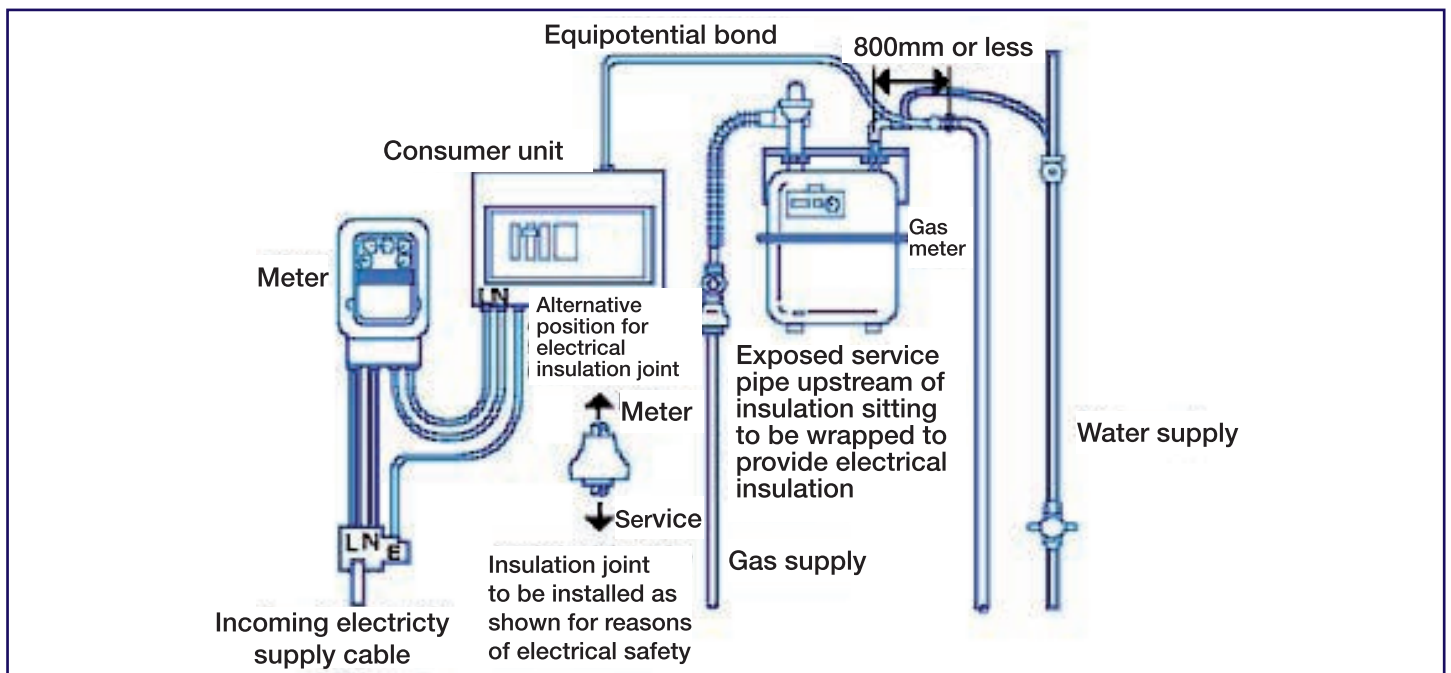 Equipotential bond
800mm or less
Consumer unit
Meter
Gas
meter
LN
Alternative
position for
electrical
insulation joint
Exposed service
pipe upstream of
insulation sitting
to be wrapped to
provide electrical
insulation
Meter
Water supply
Service
LN
E
Gas supply
Insulation joint
to be installed as
shown for reasons
of electrical safety
Incoming electricty
supply cable